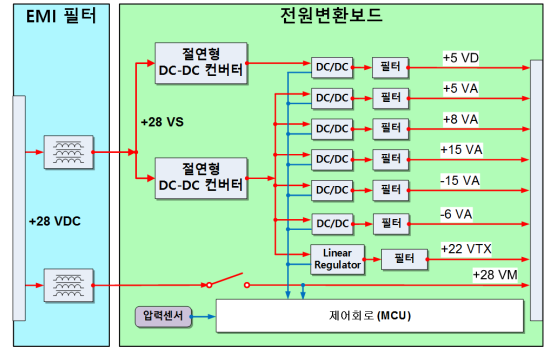 EMI 필터
전원변환보드
절연형
DC-DC 컨버터
DC/DC
필터
+5 VD
DC/DC
필터
+5 VA
+28 VS
DC/DC
필터
+8 VA
절연형
DC-DC 컨버터
DC/DC
필터
+15 VA
DC/DC
필터
-15 VA
+28 VDC
DC/DC
필터
-6 VA
Linear
Regulator
필터
+22 VTX
+28 VM
압력센서
제어회로 (MCU)